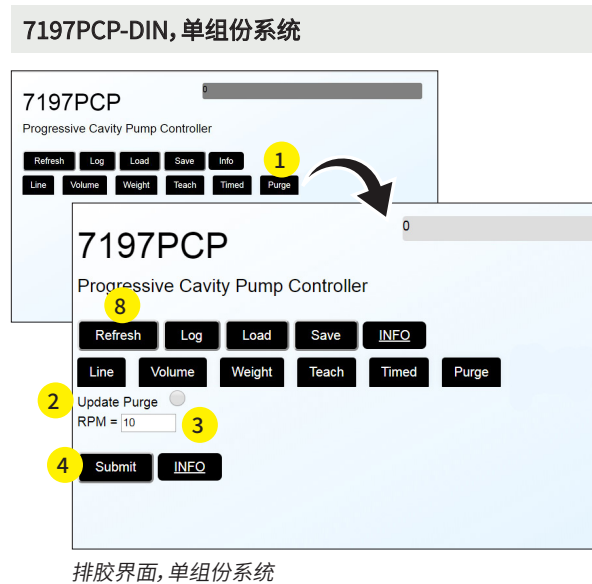 7197PCP-DIN，单组份系统
0
7197PCP
Progressive Cavity Pump Controller
Refresh Log Load Save Info
1
Line Volume Weight Teach Timed Purge
0
7197PCP
Progressive Cavity Pump Controller
8
Refresh Log Load Save INFO
Line Volume Weight Teach Timed Purge
2 Update Purge
RPM = 10 3
4 Submit INFO
排胶界面，单组份系统